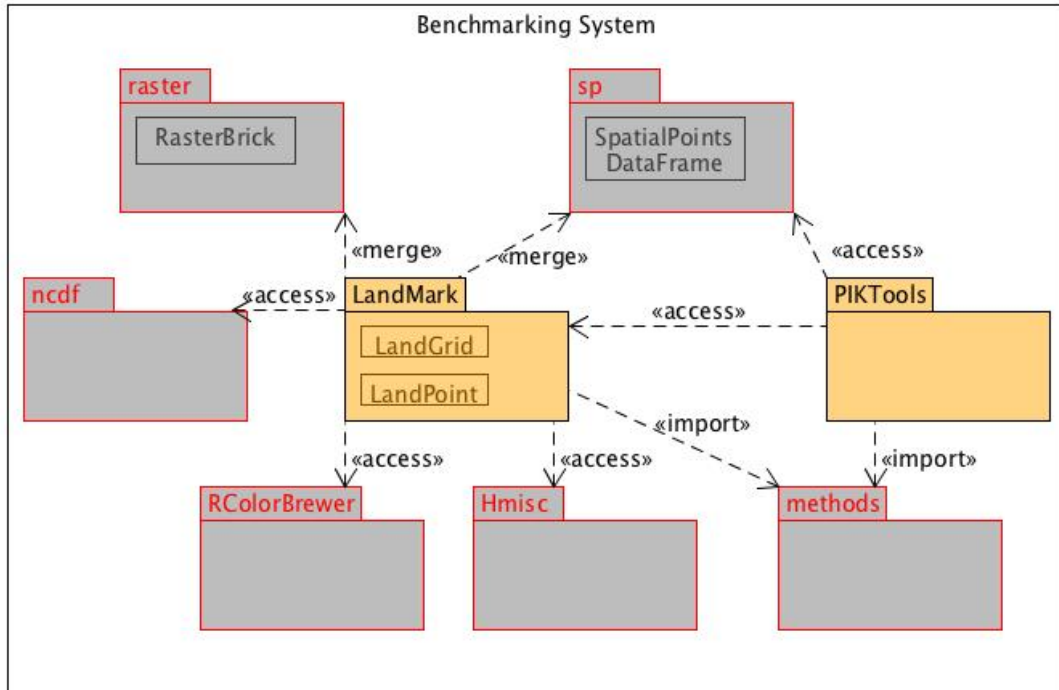 Benchmarking System
raster
sp
RasterBrick
SpatialPoints
DataFrame
«merge»
«merge»
«access»
ncdf
«access»
LandMark
PIKTools
«access»
LandGrid
LandPoint
«import»
«access»
«access»
«import»
RColorBrewer
Hmisc
methods